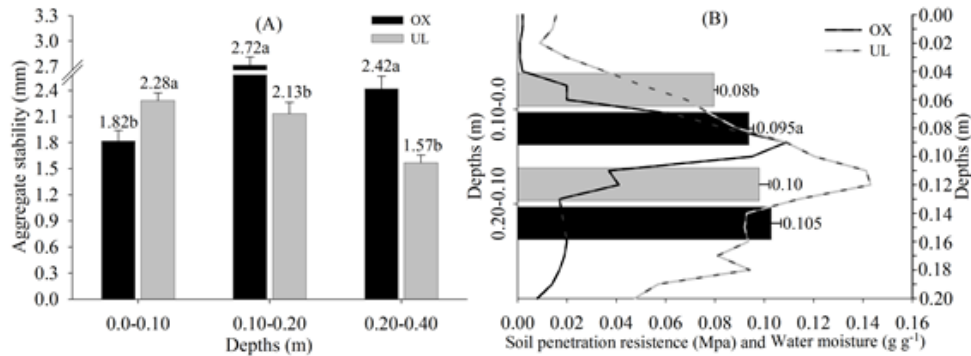 (A)
OX
UL
Aggregate stability (mm)
3.3
3.0
2.7
2.4
2.1
1.8
1.5
1.2
0.9
0.6
0.3
0.0
1.82b
2.28a
2.72a
2.13b
2.42a
1.57b
0.0-0.10
0.10-0.20
0.20-0.40
Depths (m)
(B)
OX
UL
Depths (m)
0.10-0.0
0.20-0.10
0.08b
0.095a
0.10
0.105
0.00
0.02
0.04
0.06
0.08
0.10
0.12
0.14
0.16
0.18
0.20
Depths (m)
0.00 0.02 0.04 0.06 0.08 0.10 0.12 0.14 0.16
Soil penetration resistence (Mpa) and Water moisture (g g⁻¹)